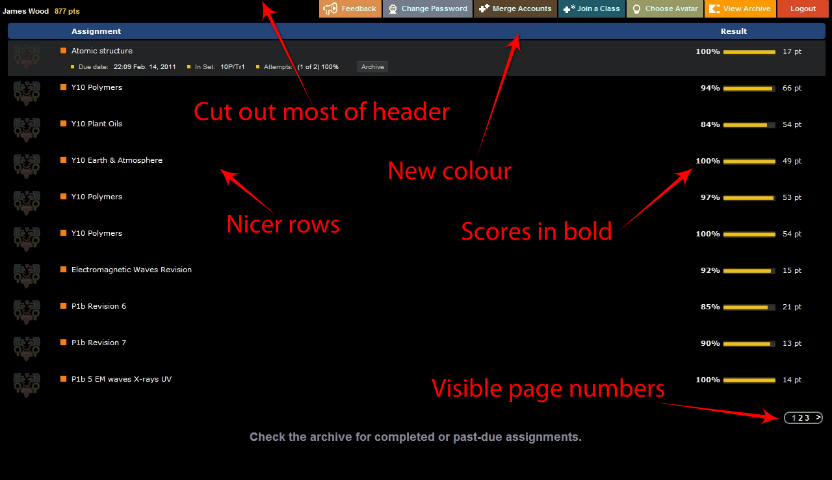 James Wood 877 pts Feedback Change Password Merge Accounts Join a Class Choose Avatar View Archive Logout
Assignment Result
Atomic structure 100% 17 pt
Due date: 22:09 Feb. 14, 2011 In Set: 10P/Tr1 Attempts: (1 of 2) 100% Archive
Y10 Polymers 94% 66 pt
Cut out most of header
Y10 Plant Oils 84% 54 pt
Y10 Earth & Atmosphere 100% 49 pt
New colour
Y10 Polymers 97% 53 pt
Nicer rows
Scores in bold
Y10 Polymers 100% 54 pt
Electromagnetic Waves Revision 92% 15 pt
P1b Revision 6 85% 21 pt
P1b Revision 7 90% 13 pt
P1b 5 EM waves X-rays UV 100% 14 pt
Visible page numbers
1 2 3 >
Check the archive for completed or past-due assignments.